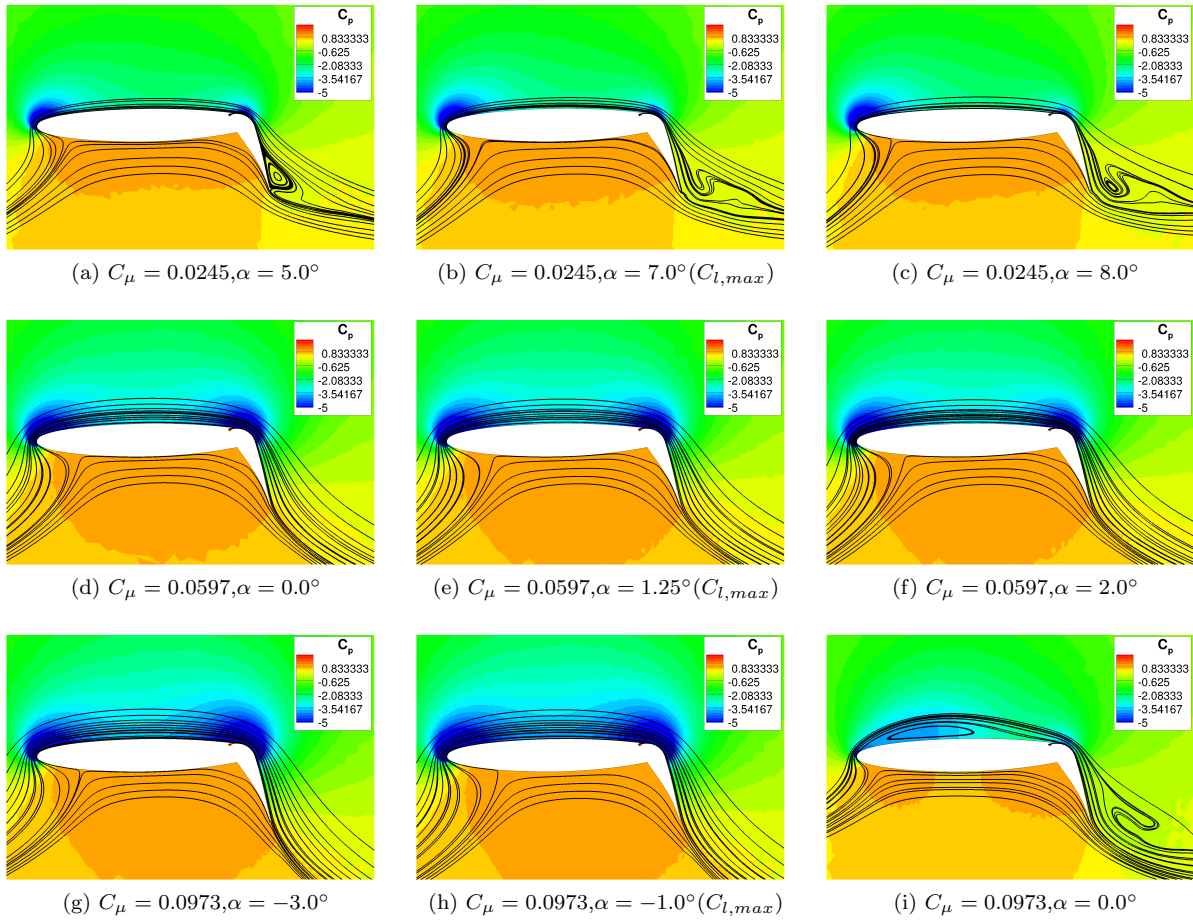 Cp
0.833333
-0.625
-2.08333
-3.54167
-5
Cp
0.833333
-0.625
-2.08333
-3.54167
-5
Cp
0.833333
-0.625
-2.08333
-3.54167
-5
(a) Cμ = 0.0245,α = 5.0°
(b) Cμ = 0.0245,α = 7.0°(Cl,max)
(c) Cμ = 0.0245,α = 8.0°
Cp
0.833333
-0.625
-2.08333
-3.54167
-5
Cp
0.833333
-0.625
-2.08333
-3.54167
-5
Cp
0.833333
-0.625
-2.08333
-3.54167
-5
(d) Cμ = 0.0597,α = 0.0°
(e) Cμ = 0.0597,α = 1.25°(Cl,max)
(f) Cμ = 0.0597,α = 2.0°
Cp
0.833333
-0.625
-2.08333
-3.54167
-5
Cp
0.833333
-0.625
-2.08333
-3.54167
-5
Cp
0.833333
-0.625
-2.08333
-3.54167
-5
(g) Cμ = 0.0973,α = −3.0°
(h) Cμ = 0.0973,α = −1.0°(Cl,max)
(i) Cμ = 0.0973,α = 0.0°